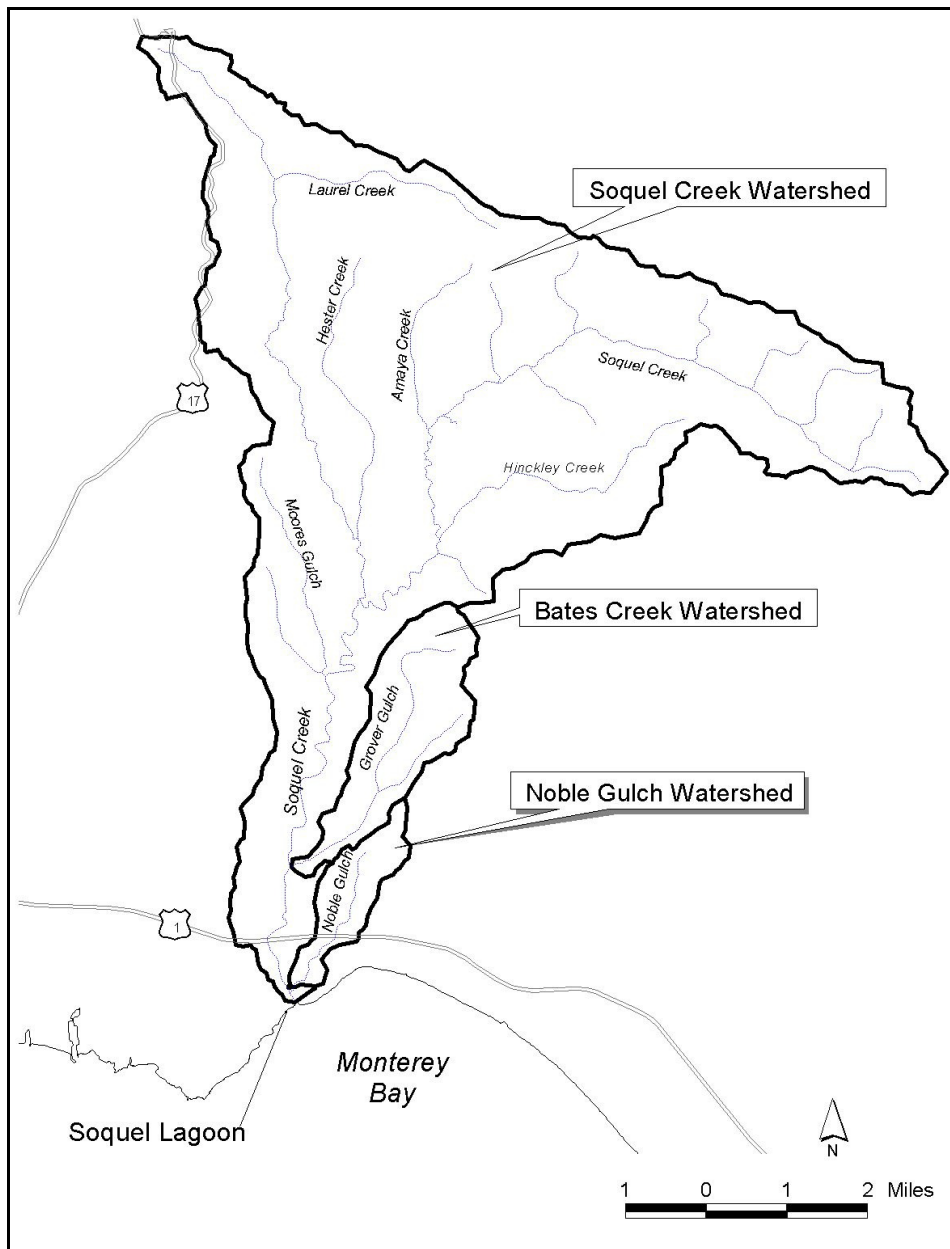 Laurel Creek
Soquel Creek Watershed
Hester Creek
Amaya Creek
Soquel Creek
17
Hinckley Creek
Moores Gulch
Bates Creek Watershed
Grover Gulch
Soquel Creek
Noble Gulch Watershed
Noble Gulch
1
Monterey
Bay
Soquel Lagoon
N
1 0 1 2 Miles